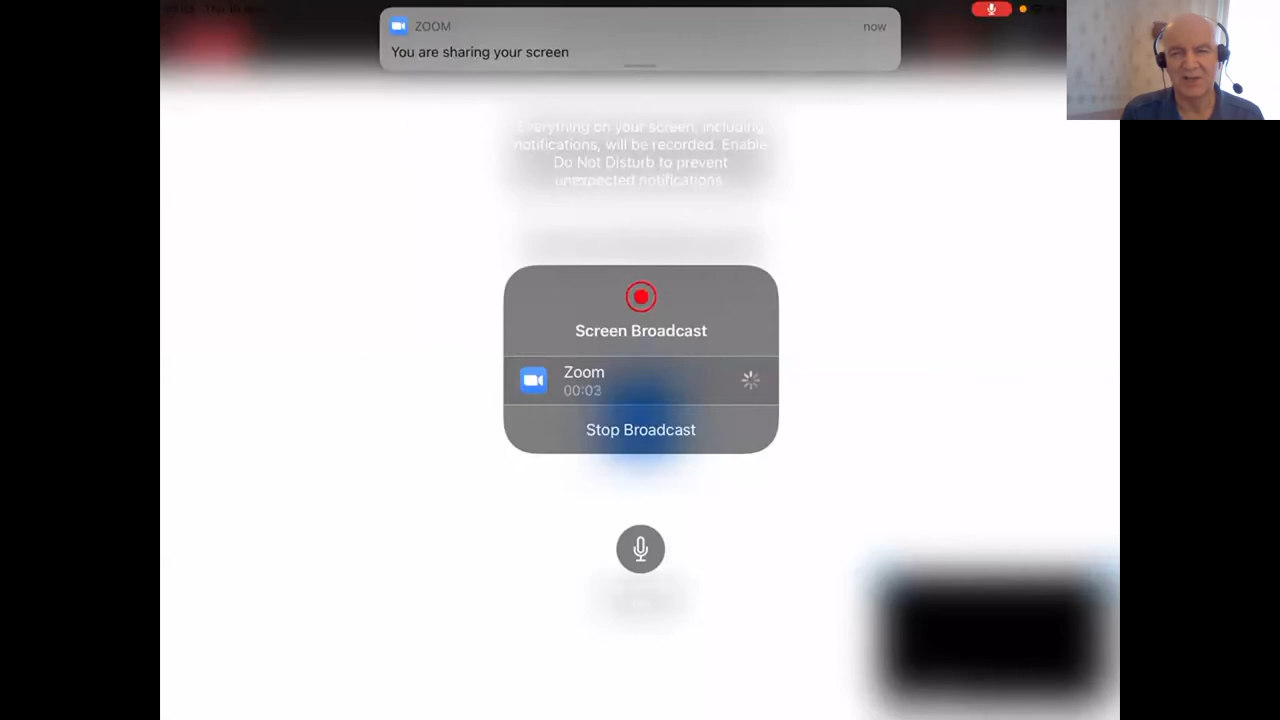 ZOOM
now
You are sharing your screen
Everything on your screen, including
notifications, will be recorded. Enable
Do Not Disturb to prevent
unexpected notifications.
Screen Broadcast
Zoom
00:03
Stop Broadcast